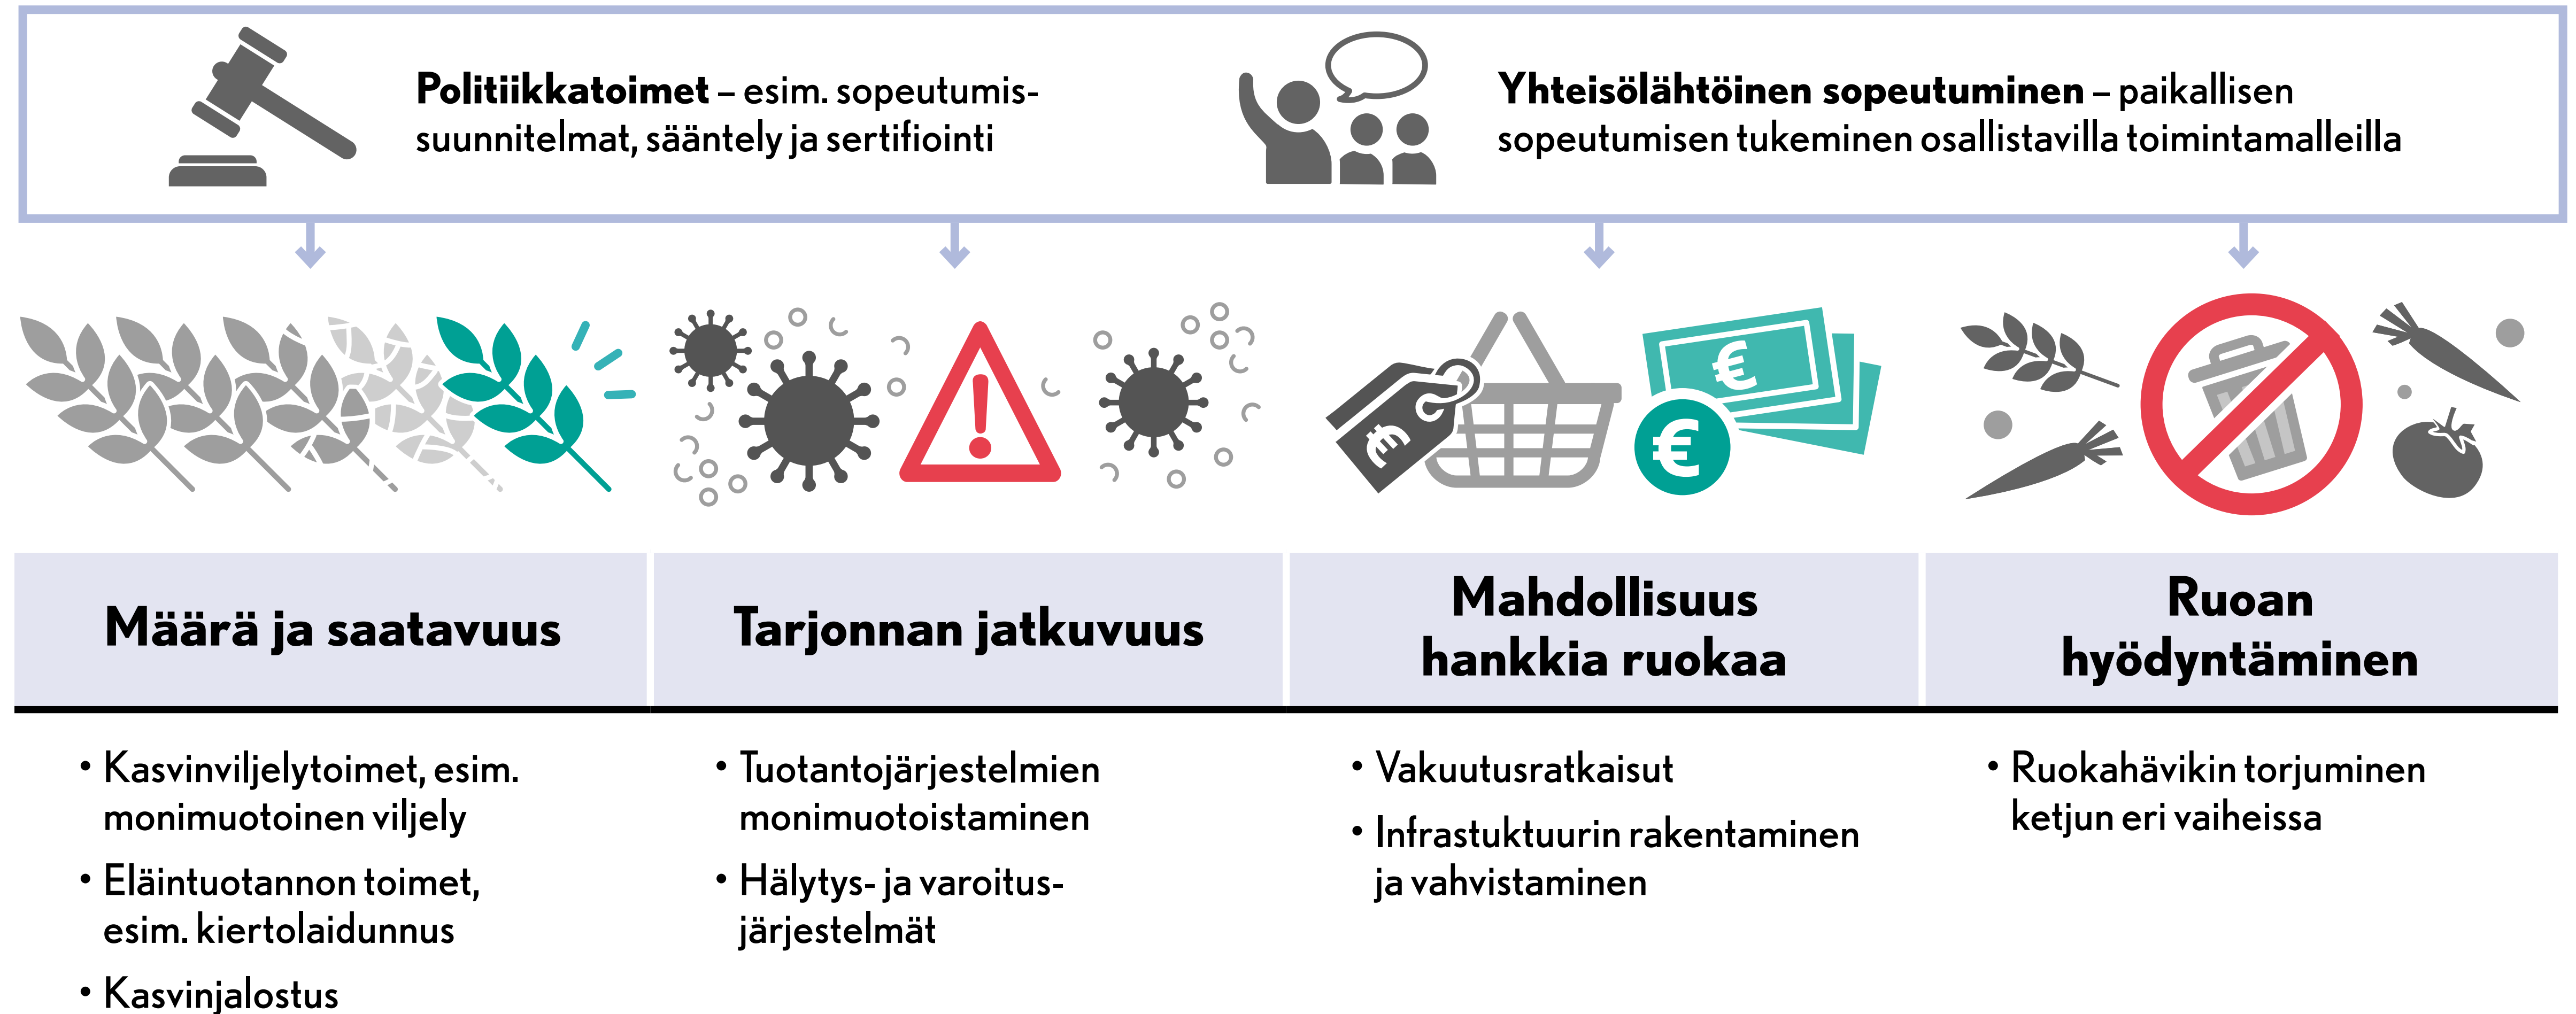 Politiikkatoimet – esim. sopeutumis-
suunnitelmat, sääntely ja sertifiointi
Yhteisölähtöinen sopeutuminen – paikallisen
sopeutumisen tukeminen osallistavilla toimintamalleilla
€
€
€
Määrä ja saatavuus
Tarjonnan jatkuvuus
Mahdollisuus
hankkia ruokaa
Ruoan
hyödyntäminen
• Kasvinviljelytoimet, esim.
monimuotoinen viljely
• Eläintuotannon toimet,
esim. kiertolaidunnus
• Kasvinjalostus
• Tuotantojärjestelmien
monimuotoistaminen
• Hälytys- ja varoitus-
järjestelmät
• Vakuutusratkaisut
• Infrastuktuurin rakentaminen
ja vahvistaminen
• Ruokahävikin torjuminen
ketjun eri vaiheissa